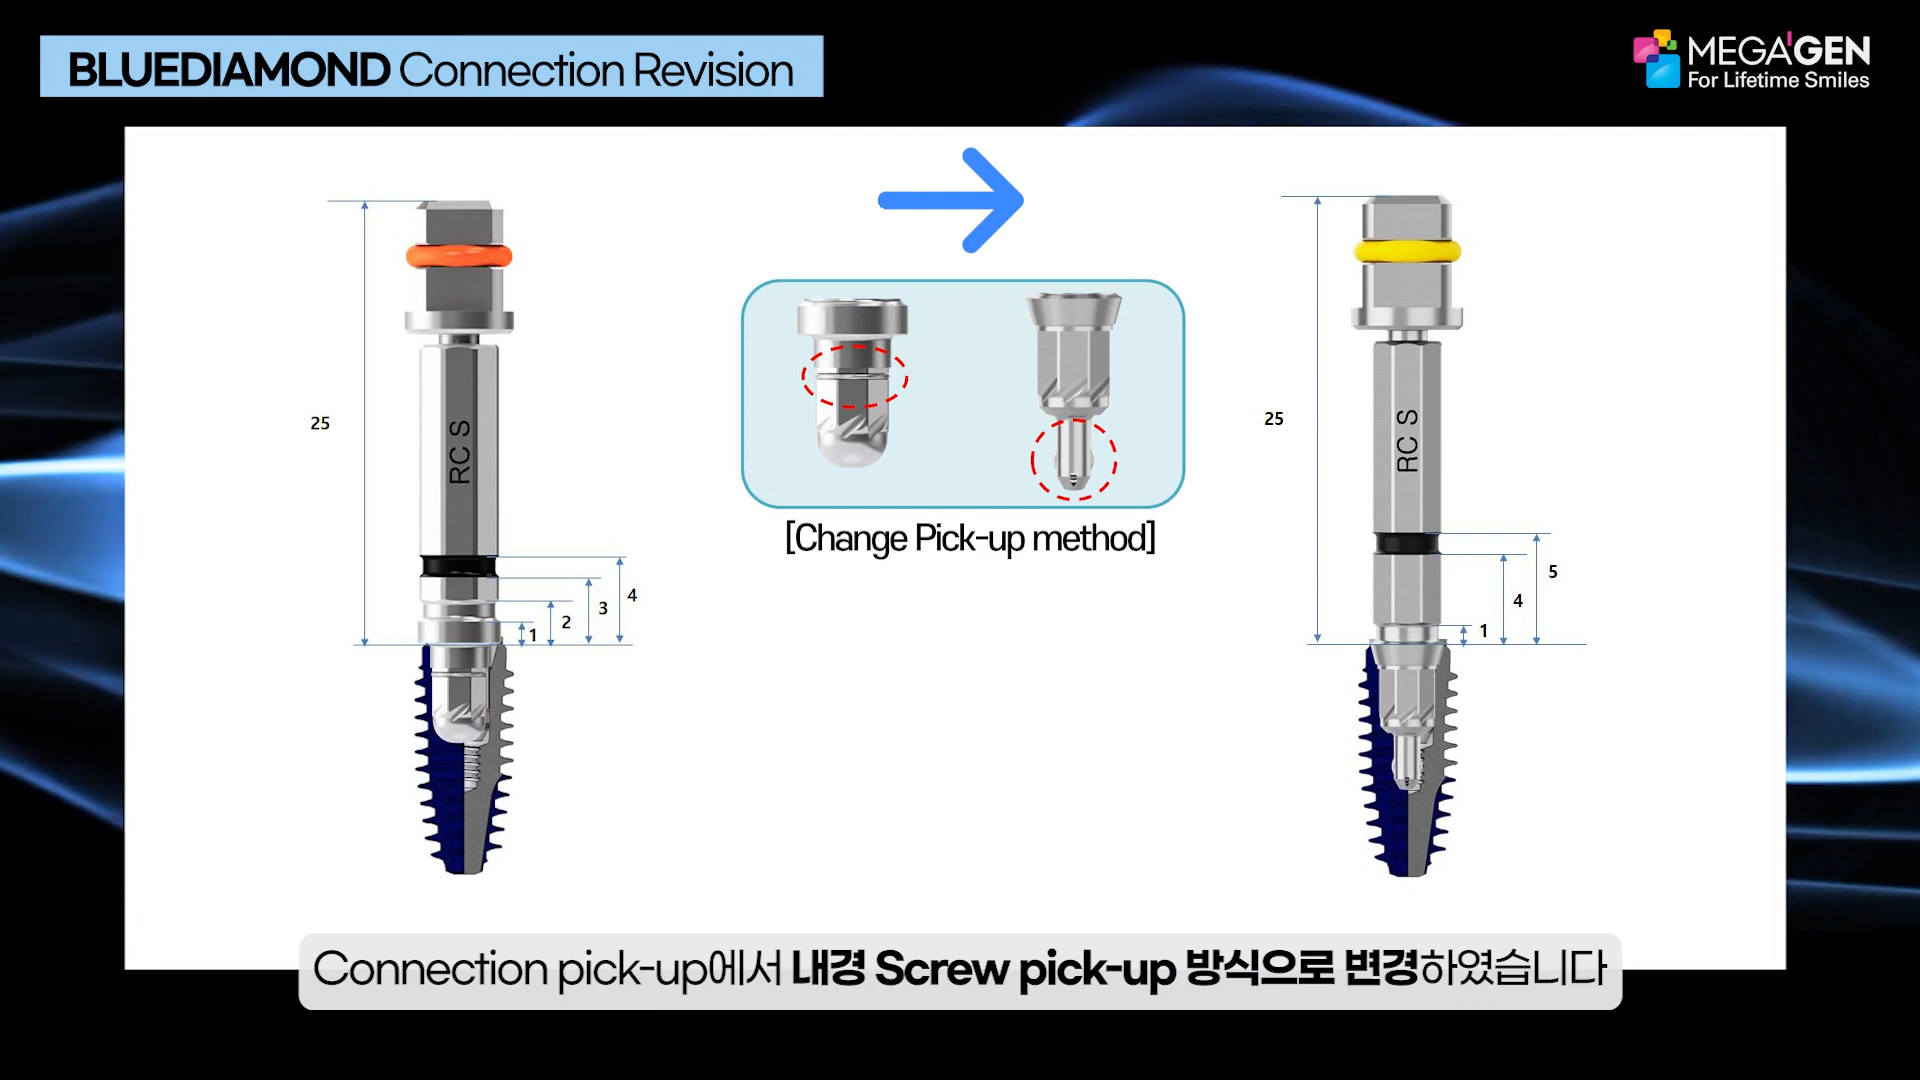 BLUEDIAMOND Connection Revision
MEGA'GEN
For Lifetime Smiles
25
RC S
4
3
2
1
[Change Pick-up method]
25
RC S
5
4
1
Connection pick-up에서 내경 Screw pick-up 방식으로 변경하였습니다